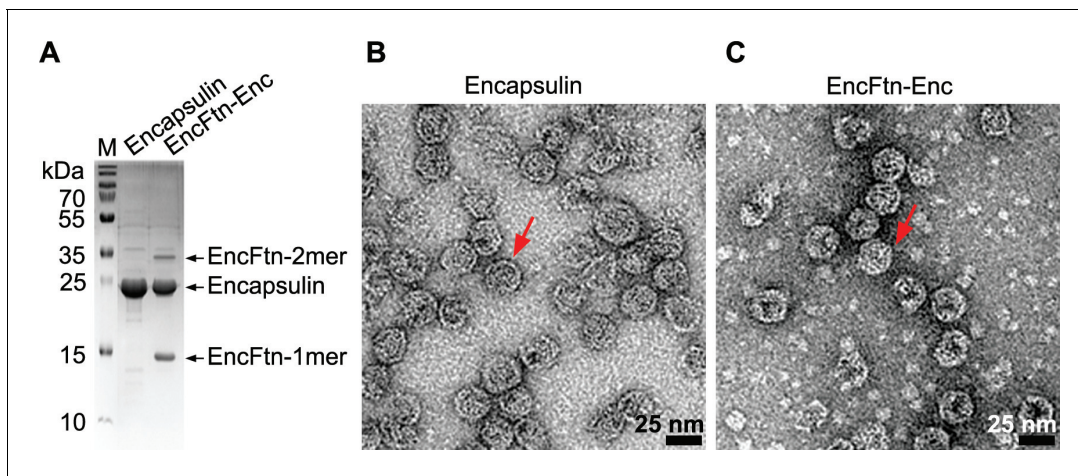 A
B
C
Encapsulin
EncFtn-Enc
M
Encapsulin
EncFtn-Enc
kDa
70
55
35
25
15
10
EncFtn-2mer
Encapsulin
EncFtn-1mer
25 nm
25 nm